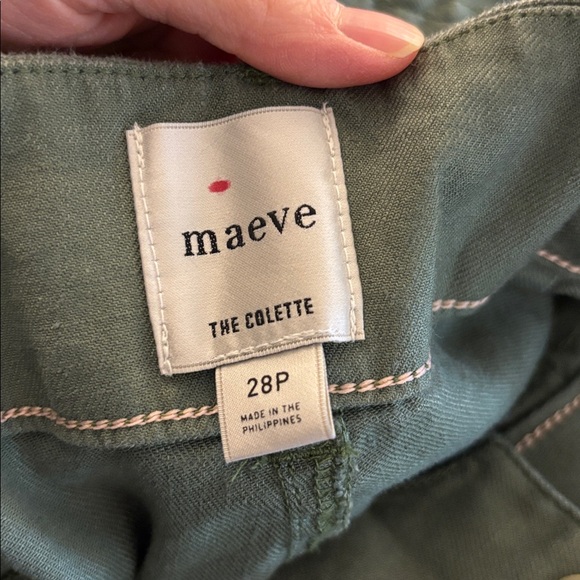 maeve
THE COLETTE
28P
MADE IN THE
PHILIPPINES